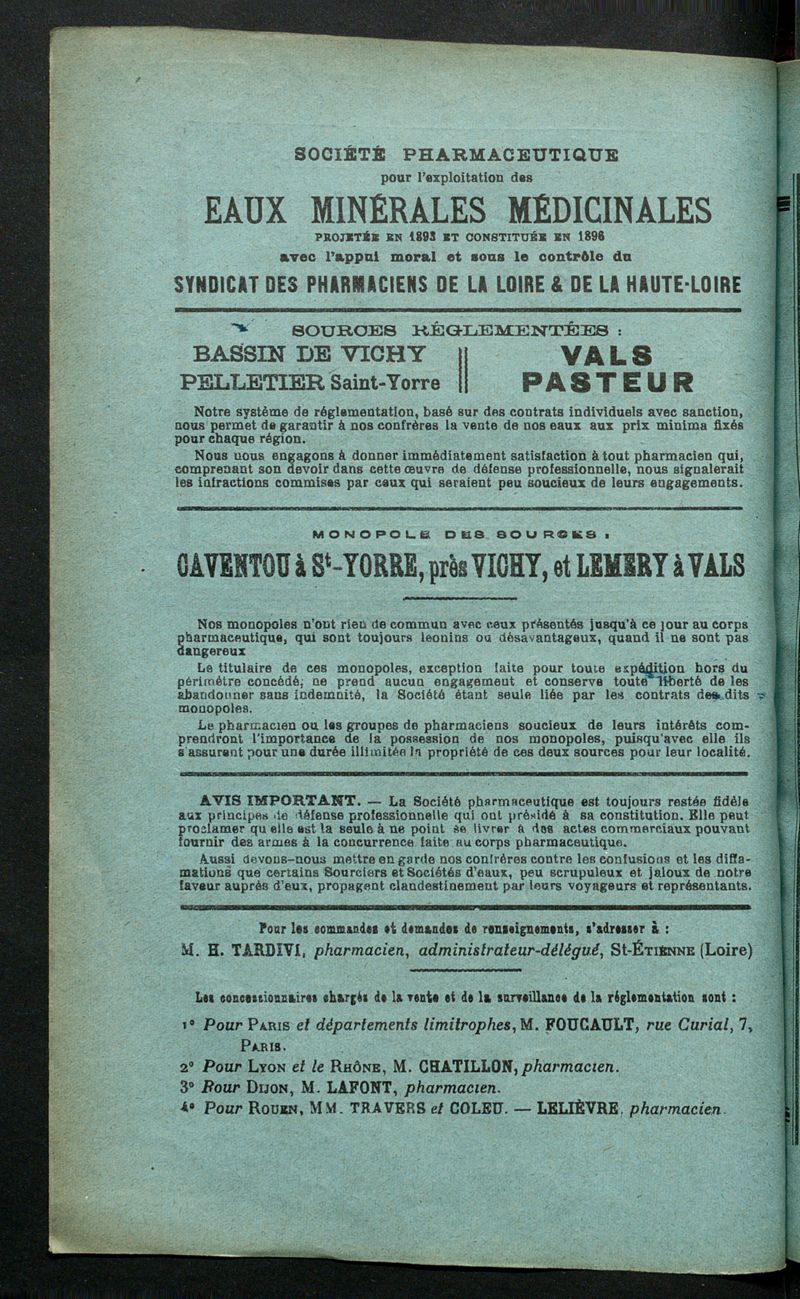 SOCIÉTÉ PHARMACEUTIQUE
pour l'exploitation des
EAUX MINÉRALES MÉDICINALES
PROJETÉE EN 1893 ET CONSTITUÉE EN 1896
avec l'appui moral et sous le contrôle du
SYNDICAT DES PHARMACIENS DE LA LOIRE & DE LA HAUTE-LOIRE
SOURCES RÉGLEMENTÉES :
BASSIN DE VICHY
PELLETIER Saint-Yorre
VALS
PASTEUR
Notre système de réglementation, basé sur des contrats individuels avec sanction,
nous permet de garantir à nos confrères la vente de nos eaux aux prix minima fixés
pour chaque région.
Nous nous engagons à donner immédiatement satisfaction à tout pharmacien qui,
comprenant son devoir dans cette œuvre de défense professionnelle, nous signalerait
les infractions commises par ceux qui seraient peu soucieux de leurs engagements.
MONOPOLE DES SOURCES :
CAVENTOU à St-YORRE, près VICHY, et LEMERY à VALS
Nos monopoles n'ont rien de commun avec ceux présentés jusqu'à ce jour au corps
pharmaceutique, qui sont toujours leonins ou désavantageux, quand il ne sont pas
dangereux
Le titulaire de ces monopoles, exception faite pour toute expédition hors du
périmètre concédé, ne prend aucun engagement et conserve toute liberté de les
abandonner sans indemnité, la Société étant seule liée par les contrats desdits
monopoles.
Le pharmacien ou les groupes de pharmaciens soucieux de leurs intérêts com-
prendront l'importance de la possession de nos monopoles, puisqu'avec elle ils
s'assurent pour une durée illimitée la propriété de ces deux sources pour leur localité.
AVIS IMPORTANT. — La Société pharmaceutique est toujours restée fidèle
aux principes de défense professionnelle qui ont présidé à sa constitution. Elle peut
proclamer qu'elle est la seule à ne point se livrer à des actes commerciaux pouvant
fournir des armes à la concurrence faite au corps pharmaceutique.
Aussi devons-nous mettre en garde nos confrères contre les confusions et les diffa-
mations que certains Sourciers et Sociétés d'eaux, peu scrupuleux et jaloux de notre
faveur auprès d'eux, propagent clandestinement par leurs voyageurs et représentants.
Pour les commandes et demandes de renseignements, s'adresser à :
M. H. TARDIVI, pharmacien, administrateur-délégué, St-ÉTIENNE (Loire)
Les concessionnaires chargés de la vente et de la surveillance de la réglementation sont :
1° Pour PARIS et départements limitrophes, M. FOUCAULT, rue Curial, 7,
PARIS.
2° Pour LYON et le RHÔNE, M. CHATILLON, pharmacien.
3° Pour DIJON, M. LAFONT, pharmacien.
4° Pour ROUEN, MM. TRAVERS et COLEU. — LELIÈVRE, pharmacien.